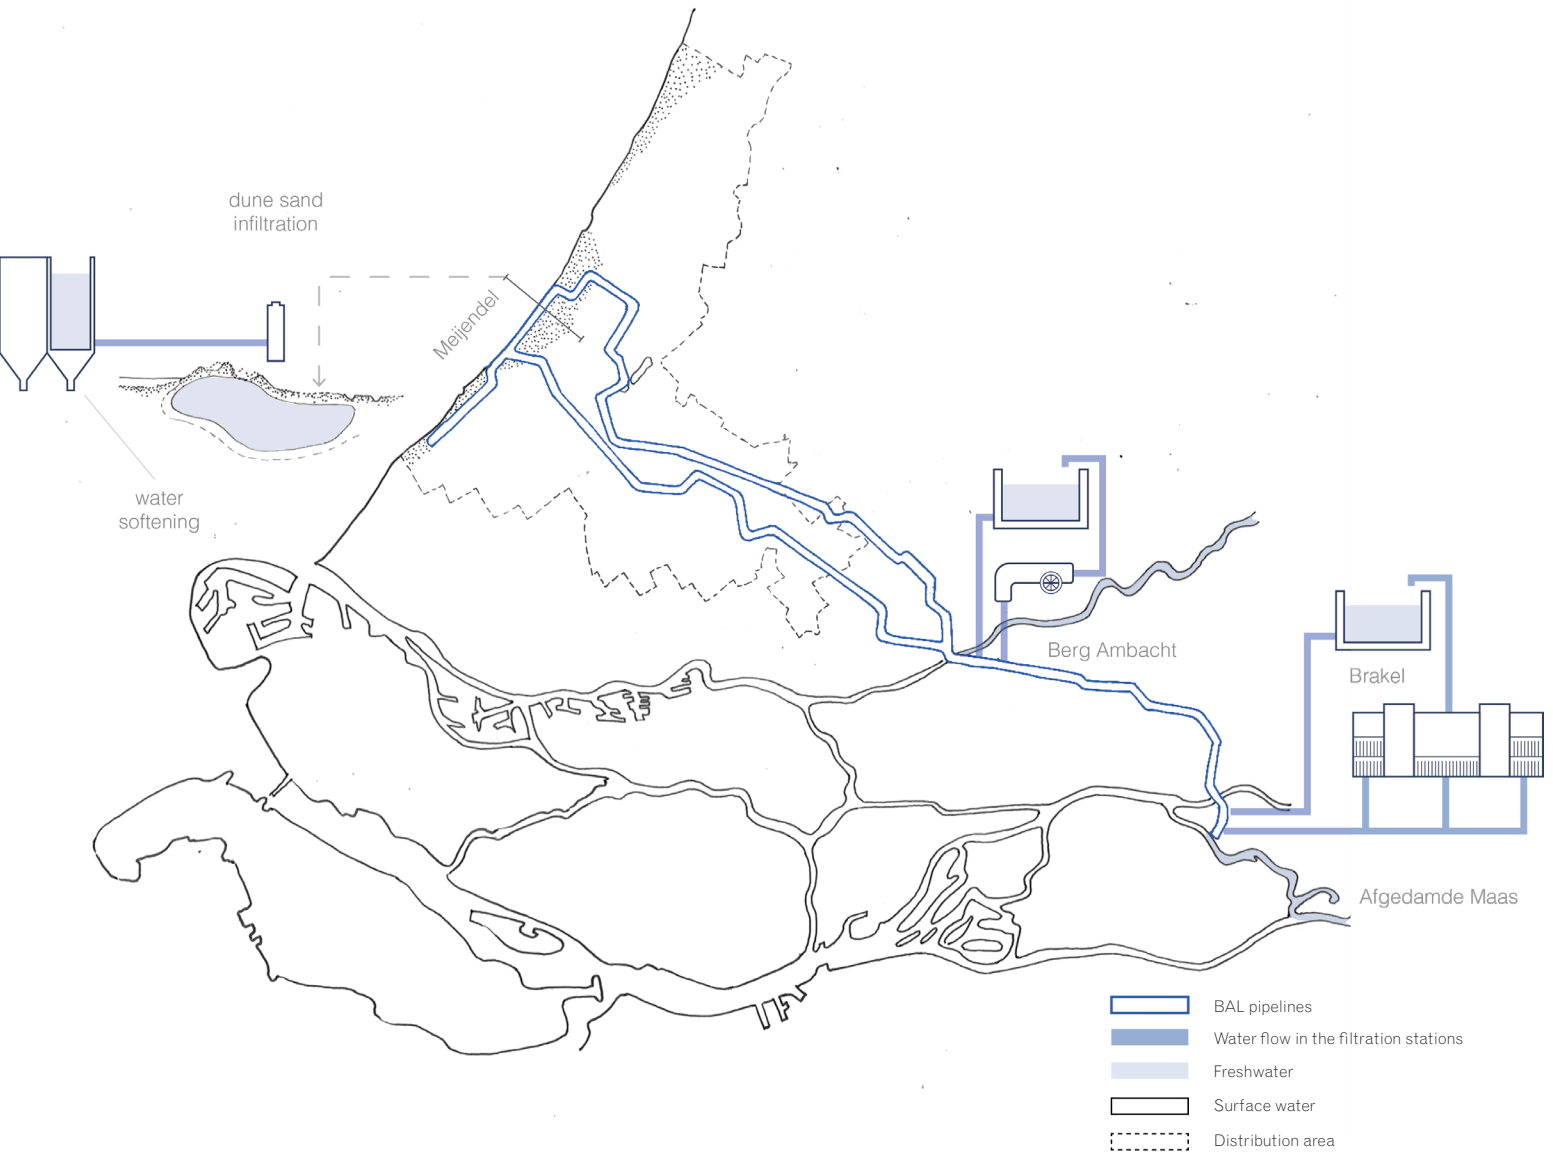 dune sand
infiltration
Meijendel
water
softening
Berg Ambacht
Brakel
Afgedamde Maas
BAL pipelines
Water flow in the filtration stations
Freshwater
Surface water
Distribution area